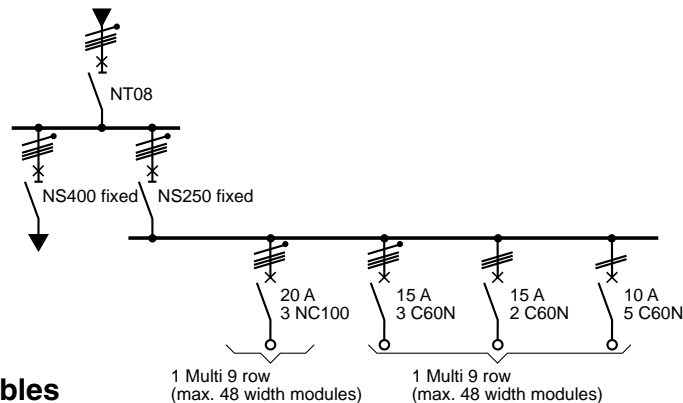 NT08
NS400 fixed
NS250 fixed
20 A
3 NC100
15 A
3 C60N
15 A
2 C60N
10 A
5 C60N
1 Multi 9 row
(max. 48 width modules)
1 Multi 9 row
(max. 48 width modules)
bles